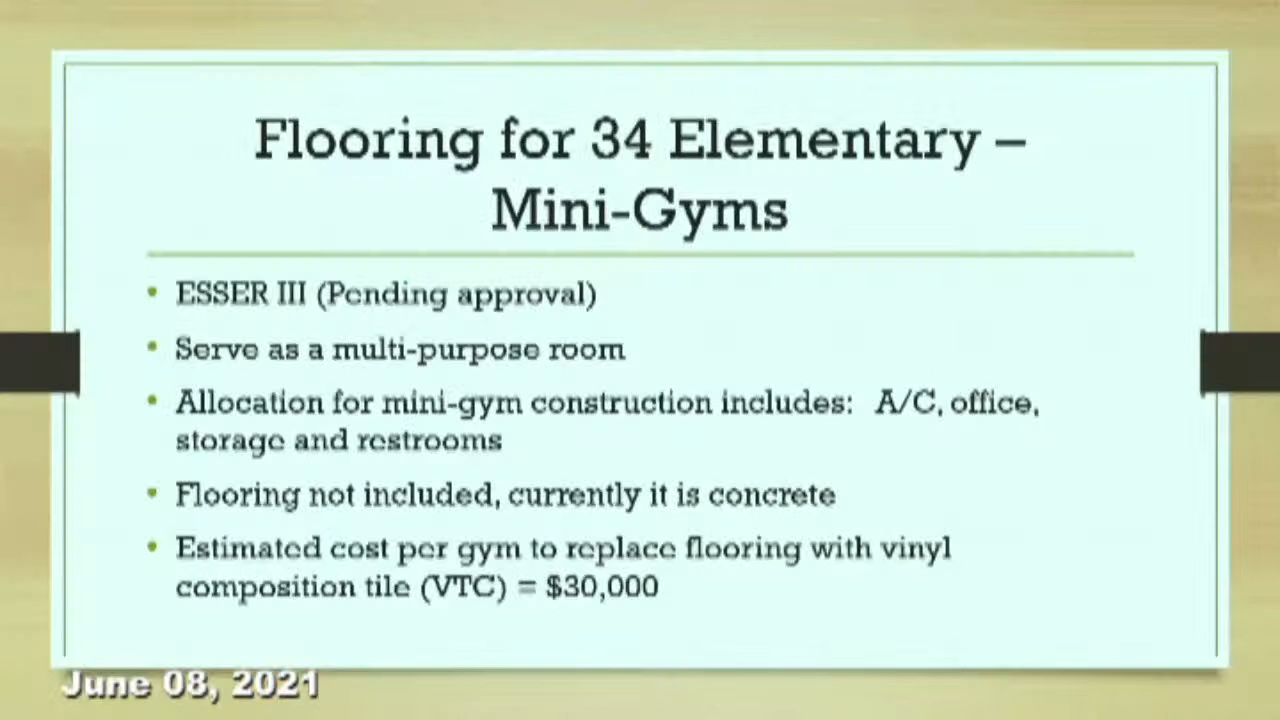 Flooring for 34 Elementary –
Mini-Gyms
• ESSER III (Pending approval)
• Serve as a multi-purpose room
• Allocation for mini-gym construction includes: A/C, office,
storage and restrooms
• Flooring not included, currently it is concrete
• Estimated cost per gym to replace flooring with vinyl
composition tile (VTC) = $30,000
June 08, 2021